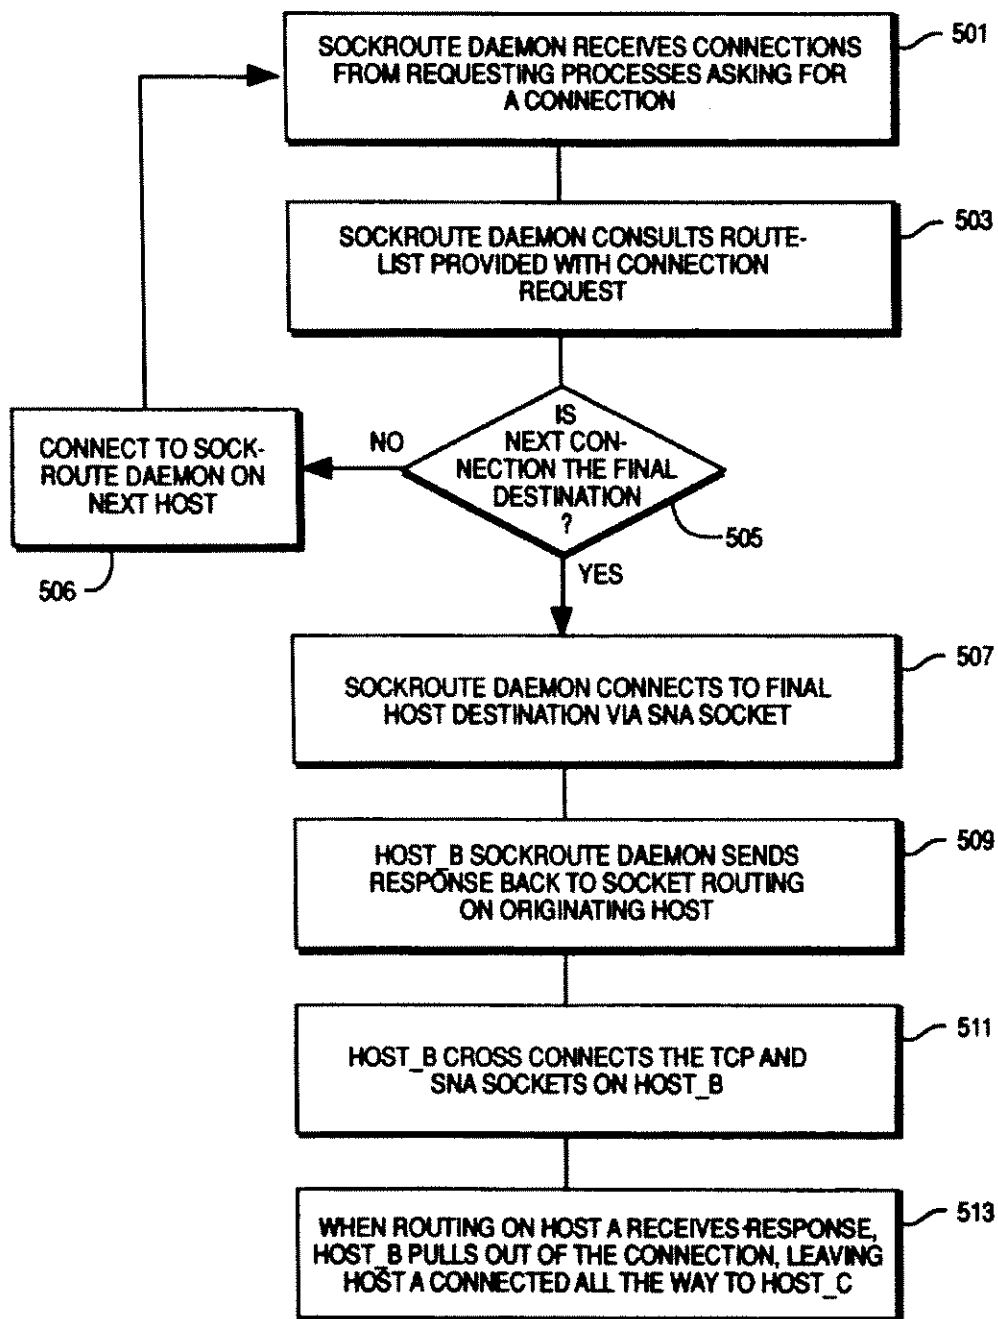 SOCKROUTE DAEMON RECEIVES CONNECTIONS
FROM REQUESTING PROCESSES ASKING FOR
A CONNECTION
501
SOCKROUTE DAEMON CONSULTS ROUTE-
LIST PROVIDED WITH CONNECTION
REQUEST
503
IS
NEXT CON-
NECTION THE FINAL
DESTINATION
?
505
NO
CONNECT TO SOCK-
ROUTE DAEMON ON
NEXT HOST
506
YES
SOCKROUTE DAEMON CONNECTS TO FINAL
HOST DESTINATION VIA SNA SOCKET
507
HOST_B SOCKROUTE DAEMON SENDS
RESPONSE BACK TO SOCKET ROUTING
ON ORIGINATING HOST
509
HOST_B CROSS CONNECTS THE TCP AND
SNA SOCKETS ON HOST_B
511
WHEN ROUTING ON HOST A RECEIVES RESPONSE,
HOST_B PULLS OUT OF THE CONNECTION, LEAVING
HOST A CONNECTED ALL THE WAY TO HOST_C
513